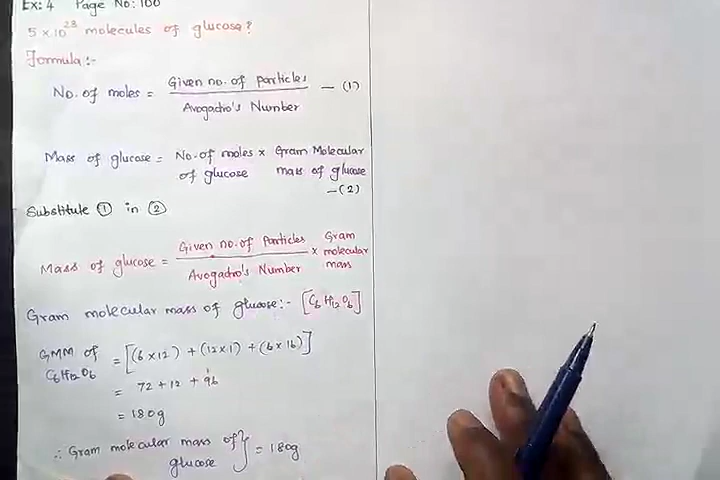 Ex: 4 Page No: 100
5 × 10²³ molecules of glucose?
Formula:-
No. of moles = Given no. of Particles / Avogadro's Number — (1)
Mass of glucose = No. of moles of glucose × Gram Molecular mass of glucose — (2)
Substitute ① in ②
Mass of glucose = Given no. of Particles / Avogadro's Number × Gram molecular mass
Gram molecular mass of glucose:- [C₆H₁₂O₆]
GMM of C₆H₁₂O₆ = [(6×12) + (12×1) + (6×16)]
= 72 + 12 + 96
= 180g
∴ Gram molecular mass of glucose } = 180g